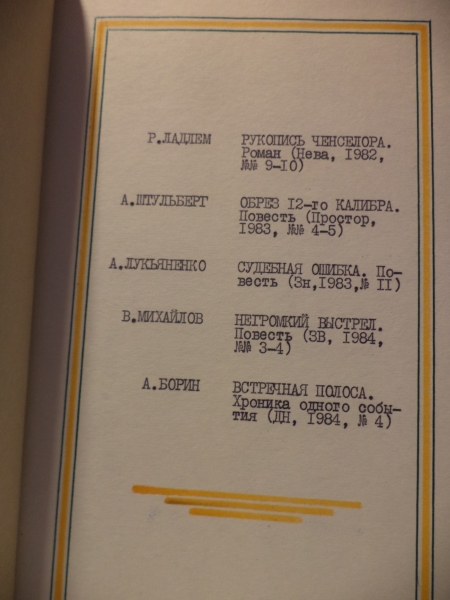 Р.ЛАДЛЕМ РУКОПИСЬ ЧЕНСЕЛОРА.
Роман (Нева, 1982,
№№ 9-10)
А.ШТУЛЬБЕРГ ОБРЕЗ 12-го КАЛИБРА.
Повесть (Простор,
1983, №№ 4-5)
А.ЛУКЬЯНЕНКО СУДЕБНАЯ ОШИБКА. По-
весть (Зн,1983,№ 11)
В.МИХАЙЛОВ НЕГРОМКИЙ ВЫСТРЕЛ.
Повесть (ЗВ, 1984,
№№ 3-4)
А.БОРИН ВСТРЕЧНАЯ ПОЛОСА.
Хроника одного собы-
тия (ДН, 1984, № 4)